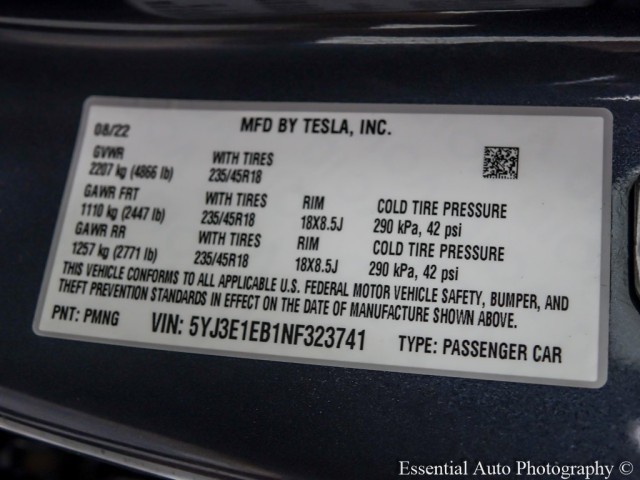 08/22 MFD BY TESLA, INC.
GVWR WITH TIRES
2207 kg (4866 lb) 235/45R18
GAWR FRT WITH TIRES RIM COLD TIRE PRESSURE
1110 kg (2447 lb) 235/45R18 18X8.5J 290 kPa, 42 psi
GAWR RR WITH TIRES RIM COLD TIRE PRESSURE
1257 kg (2771 lb) 235/45R18 18X8.5J 290 kPa, 42 psi
THIS VEHICLE CONFORMS TO ALL APPLICABLE U.S. FEDERAL MOTOR VEHICLE SAFETY, BUMPER, AND
THEFT PREVENTION STANDARDS IN EFFECT ON THE DATE OF MANUFACTURE SHOWN ABOVE.
PNT: PMNG VIN: 5YJ3E1EB1NF323741 TYPE: PASSENGER CAR
Essential Auto Photography ©